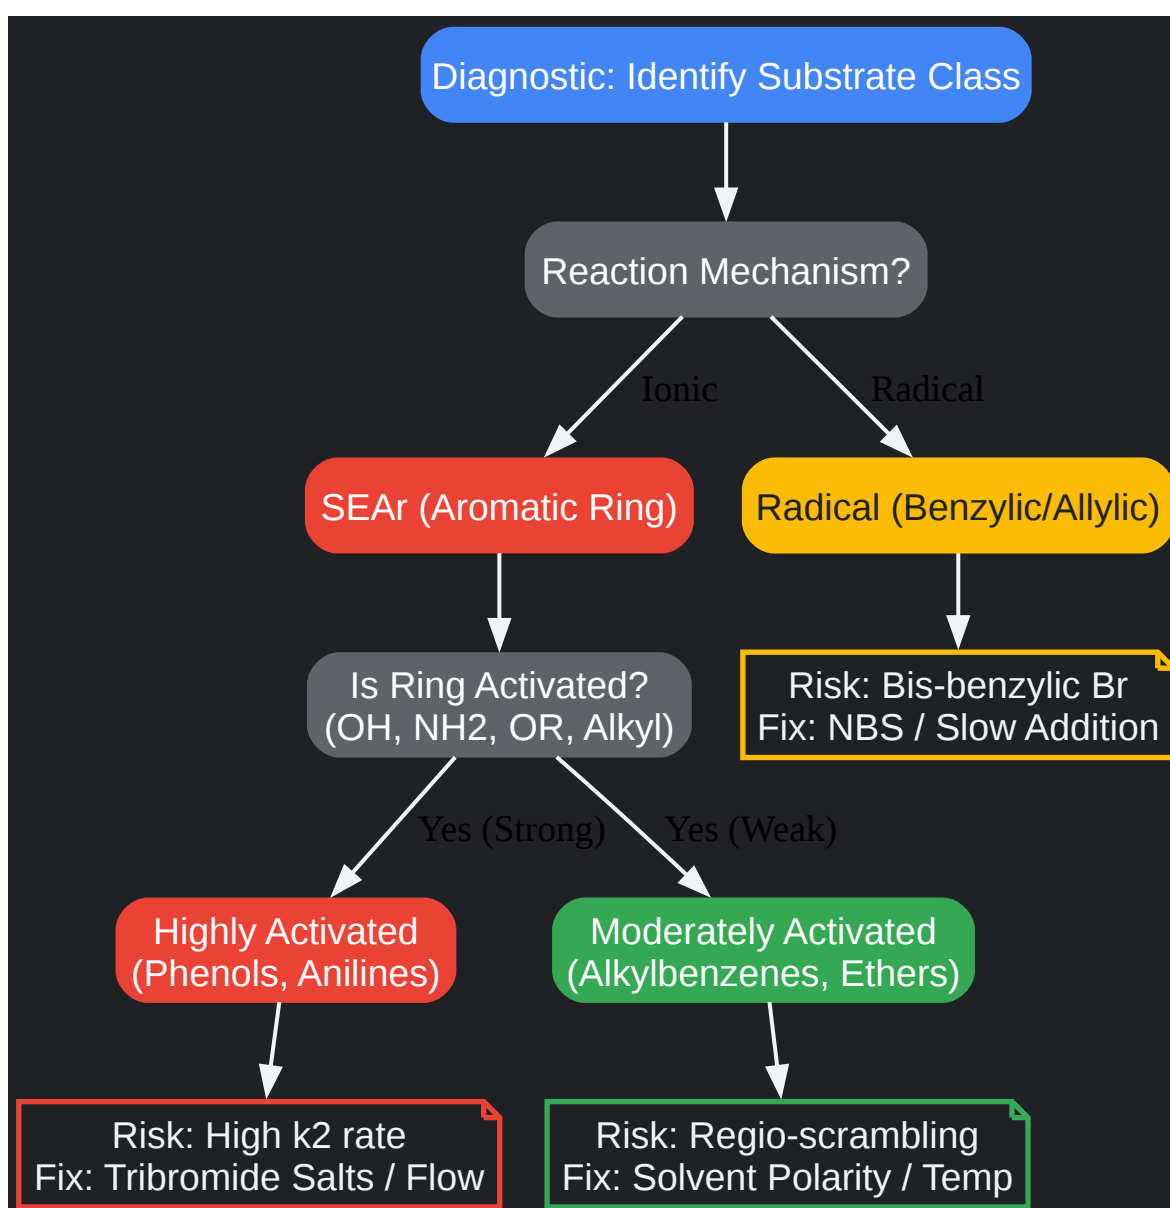 Diagnostic: Identify Substrate Class
Reaction Mechanism?
Ionic
Radical
SEAr (Aromatic Ring)
Radical (Benzylic/Allylic)
Is Ring Activated?
(OH, NH2, OR, Alkyl)
Risk: Bis-benzylic Br
Fix: NBS / Slow Addition
Yes (Strong)
Yes (Weak)
Highly Activated
(Phenols, Anilines)
Moderately Activated
(Alkylbenzenes, Ethers)
Risk: High k2 rate
Fix: Tribromide Salts / Flow
Risk: Regio-scrambling
Fix: Solvent Polarity / Temp